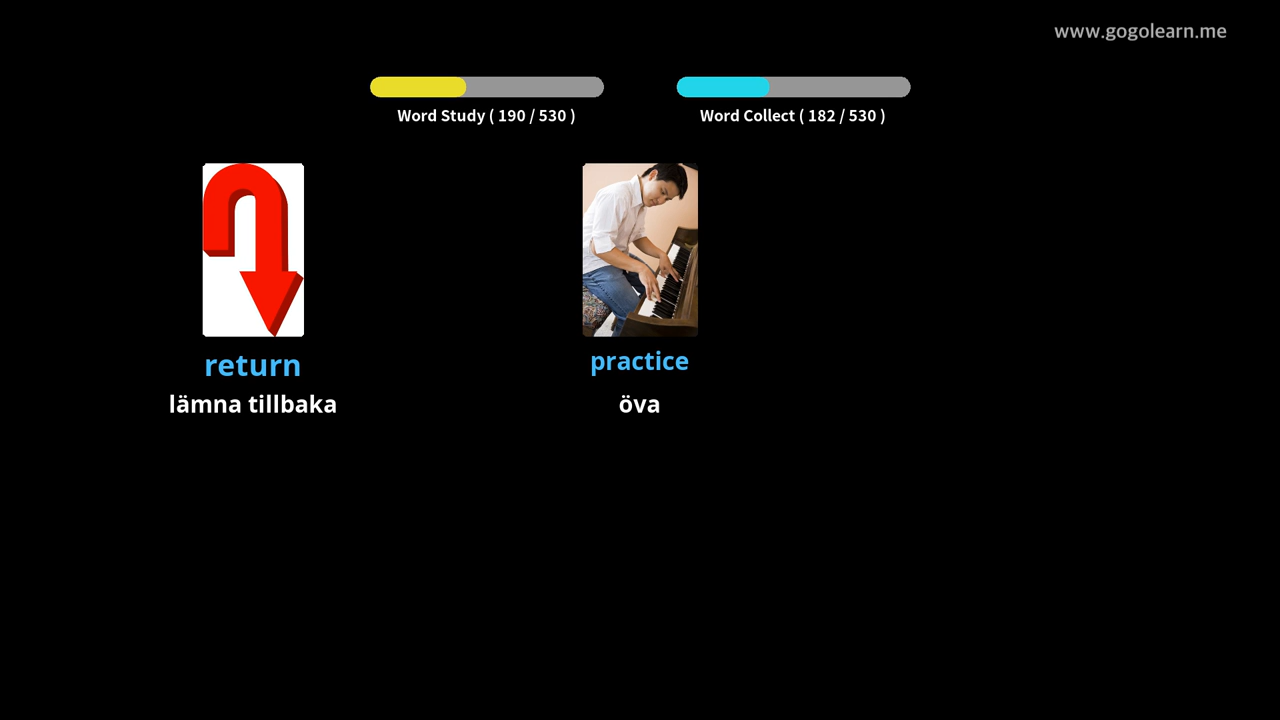 www.gogolearn.me
Word Study ( 190 / 530 )
Word Collect ( 182 / 530 )
return
practice
lämna tillbaka
öva